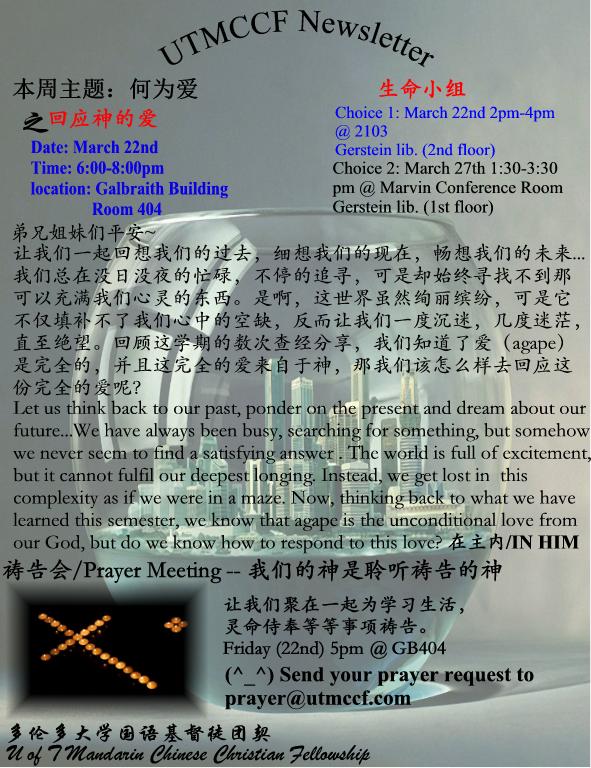 UTMCCF Newsletter
本周主题：何为爱
之回应神的爱
Date: March 22nd
Time: 6:00-8:00pm
location: Galbraith Building
Room 404
生命小组
Choice 1: March 22nd 2pm-4pm
@ 2103
Gerstein lib. (2nd floor)
Choice 2: March 27th 1:30-3:30
pm @ Marvin Conference Room
Gerstein lib. (1st floor)
弟兄姐妹们平安~
让我们一起回想我们的过去，细想我们的现在，畅想我们的未来...
我们总在没日没夜的忙碌，不停的追寻，可是却始终寻找不到那
可以充满我们心灵的东西。是啊，这世界虽然绚丽缤纷，可是它
不仅填补不了我们心中的空缺，反而让我们一度沉迷，几度迷茫，
直至绝望。回顾这学期的数次查经分享，我们知道了爱（agape）
是完全的，并且这完全的爱来自于神，那我们该怎么样去回应这
份完全的爱呢？
Let us think back to our past, ponder on the present and dream about our
future...We have always been busy, searching for something, but somehow
we never seem to find a satisfying answer . The world is full of excitement,
but it cannot fulfil our deepest longing. Instead, we get lost in this
complexity as if we were in a maze. Now, thinking back to what we have
learned this semester, we know that agape is the unconditional love from
our God, but do we know how to respond to this love? 在主内/IN HIM
祷告会/Prayer Meeting -- 我们的神是聆听祷告的神
让我们聚在一起为学习生活，
灵命侍奉等等事项祷告。
Friday (22nd) 5pm @ GB404
(^_^) Send your prayer request to
prayer@utmccf.com
多伦多大学国语基督徒团契
U of T Mandarin Chinese Christian Fellowship